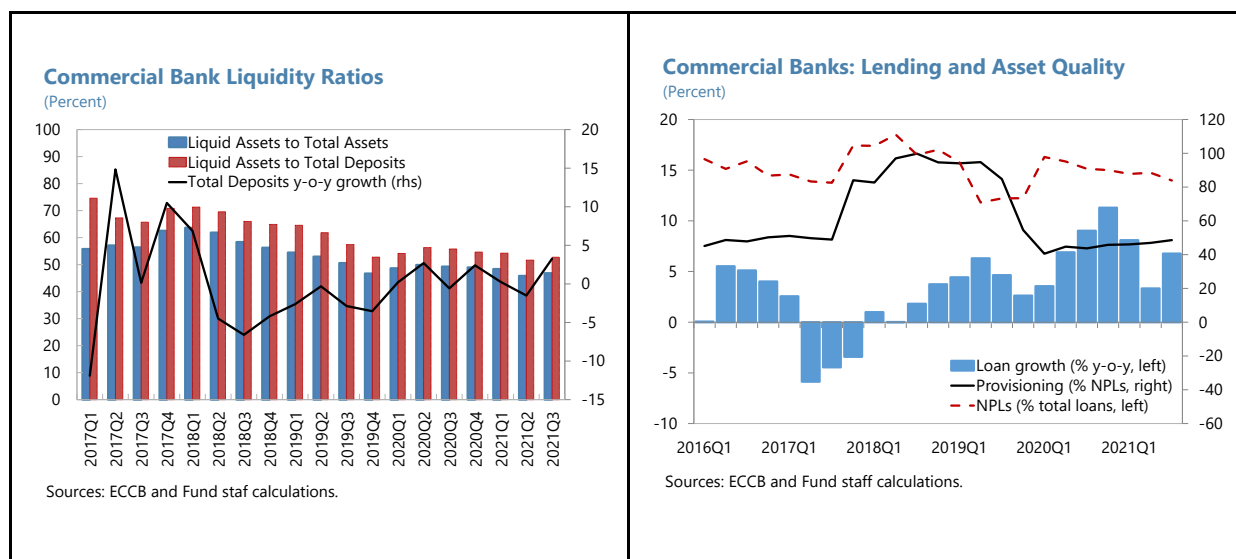 Commercial Bank Liquidity Ratios
(Percent)
100
90
80
70
60
50
40
30
20
10
0
20
15
10
5
0
-5
-10
-15
Liquid Assets to Total Assets
Liquid Assets to Total Deposits
Total Deposits y-o-y growth (rhs)
2017Q1
2017Q2
2017Q3
2017Q4
2018Q1
2018Q2
2018Q3
2018Q4
2019Q1
2019Q2
2019Q3
2019Q4
2020Q1
2020Q2
2020Q3
2020Q4
2021Q1
2021Q2
2021Q3
Sources: ECCB and Fund staf calculations.
Commercial Banks: Lending and Asset Quality
(Percent)
20
15
10
5
0
-5
-10
120
100
80
60
40
20
0
-20
-40
-60
Loan growth (% y-o-y, left)
Provisioning (% NPLs, right)
NPLs (% total loans, left)
2016Q1 2017Q1 2018Q1 2019Q1 2020Q1 2021Q1
Sources: ECCB and Fund staff calculations.